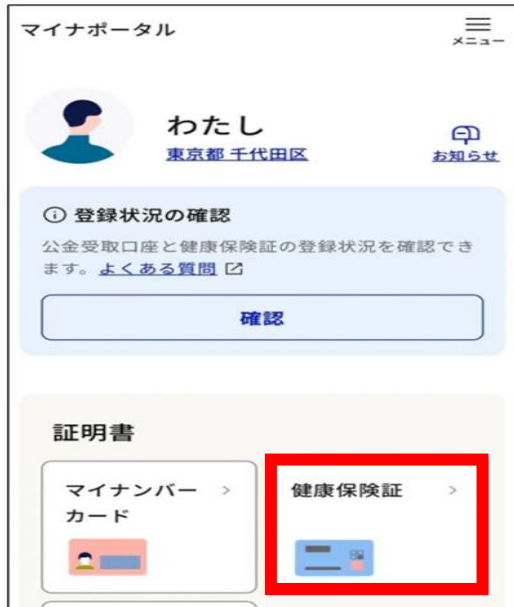 マイナポータル
メニュー
わたし
東京都 千代田区
お知らせ
登録状況の確認
公金受取口座と健康保険証の登録状況を確認でき
ます。よくある質問
確認
証明書
マイナンバー
カード
健康保険証